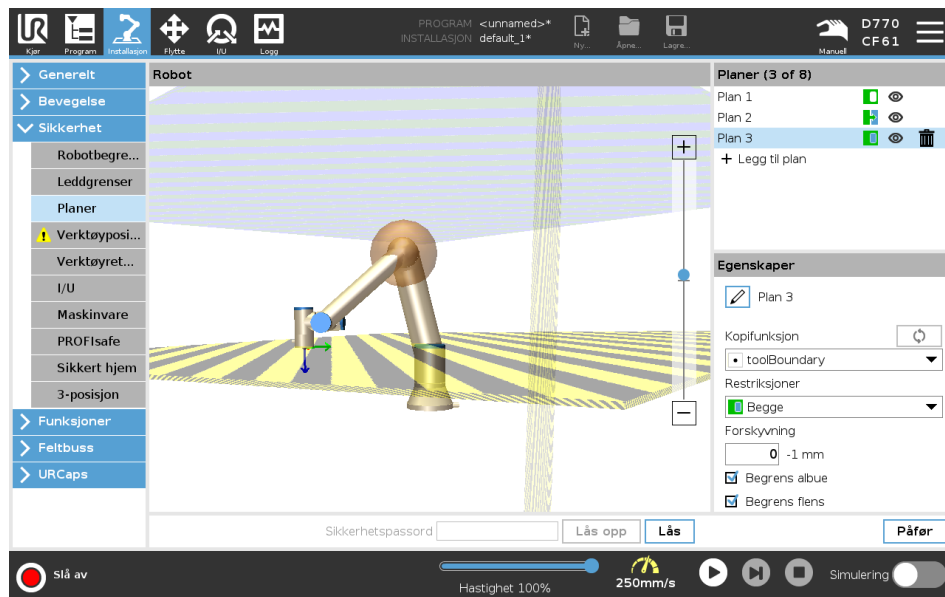 PROGRAM <unnamed>*
INSTALLASJON default_1*
Kjør
Program
Installasjon
Flytte
I/U
Logg
Ny...
Åpne...
Lagre...
Manuell
D770
CF61
Generelt
Bevegelse
Sikkerhet
Robotbegre...
Leddgrenser
Planer
Verktøyposi...
Verktøyret...
I/U
Maskinvare
PROFIsafe
Sikkert hjem
3-posisjon
Funksjoner
Feltbuss
URCaps
Robot
Planer (3 of 8)
Plan 1
Plan 2
Plan 3
+ Legg til plan
Egenskaper
Plan 3
Kopifunksjon
toolBoundary
Restriksjoner
Begge
Forskyvning
0 -1 mm
Begrens albue
Begrens flens
Sikkerhetspassord
Lås opp
Lås
Påfør
Slå av
Hastighet 100%
250mm/s
Simulering